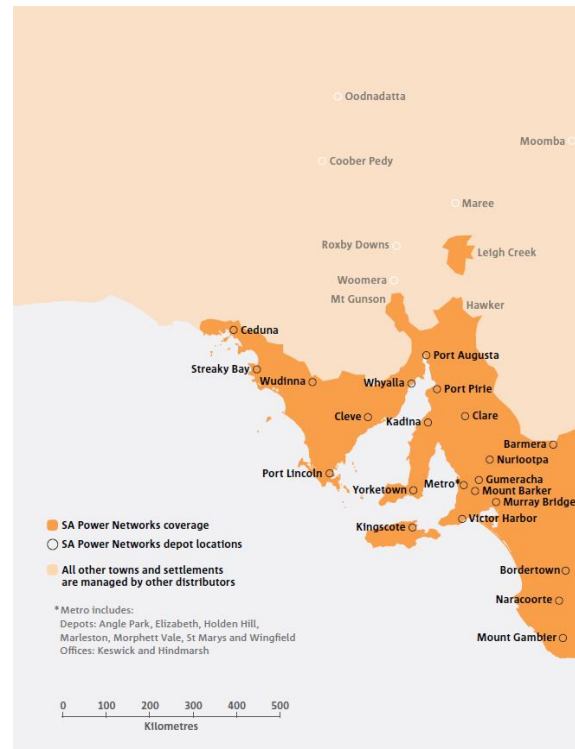 Oodnadatta
Moomba
Coober Pedy
Maree
Roxby Downs
Leigh Creek
Woomera
Mt Gunson
Hawker
Ceduna
Port Augusta
Streaky Bay
Wudinna
Whyalla
Port Pirie
Cleve
Kadina
Clare
Barmera
Nuriootpa
Port Lincoln
Yorketown
Metro*
Gumeracha
Mount Barker
Murray Bridge
Kingscote
Victor Harbor
SA Power Networks coverage
SA Power Networks depot locations
All other towns and settlements
are managed by other distributors
Bordertown
Naracoorte
Mount Gambier
*Metro includes:
Depots: Angle Park, Elizabeth, Holden Hill,
Marleston, Morphett Vale, St Marys and Wingfield
Offices: Keswick and Hindmarsh
0 100 200 300 400 500
Kilometres